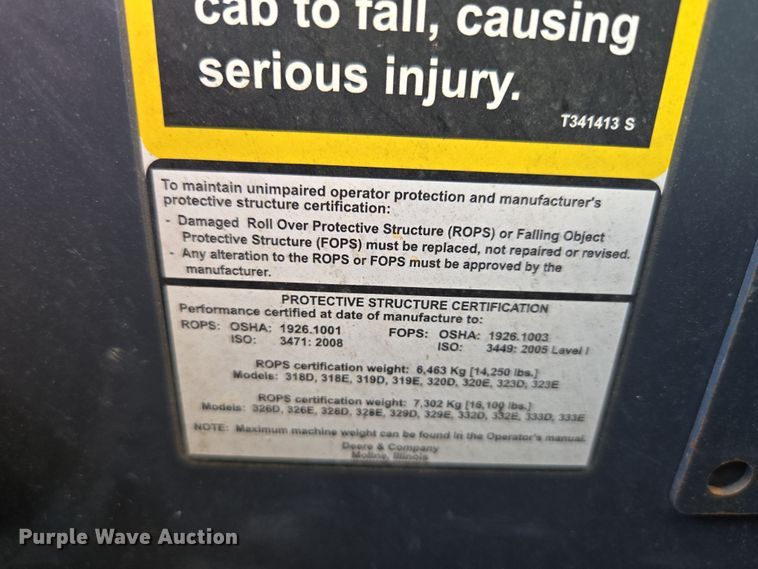 cab to fall, causing
serious injury.
T341413 S
To maintain unimpaired operator protection and manufacturer's
protective structure certification:
- Damaged Roll Over Protective Structure (ROPS) or Falling Object
Protective Structure (FOPS) must be replaced, not repaired or revised.
- Any alteration to the ROPS or FOPS must be approved by the
manufacturer.
PROTECTIVE STRUCTURE CERTIFICATION
Performance certified at date of manufacture to:
ROPS: OSHA: 1926.1001 FOPS: OSHA: 1926.1003
ISO: 3471: 2008 ISO: 3449: 2005 Level I
ROPS certification weight: 6,463 Kg [14,250 lbs.]
Models: 318D, 318E, 319D, 319E, 320D, 320E, 323D, 323E
ROPS certification weight: 7,302 Kg [16,100 lbs.]
Models: 326D, 326E, 328D, 328E, 329D, 329E, 332D, 332E, 333D, 333E
NOTE: Maximum machine weight can be found in the Operator's manual.
Deere & Company
Moline, Illinois
Purple Wave Auction